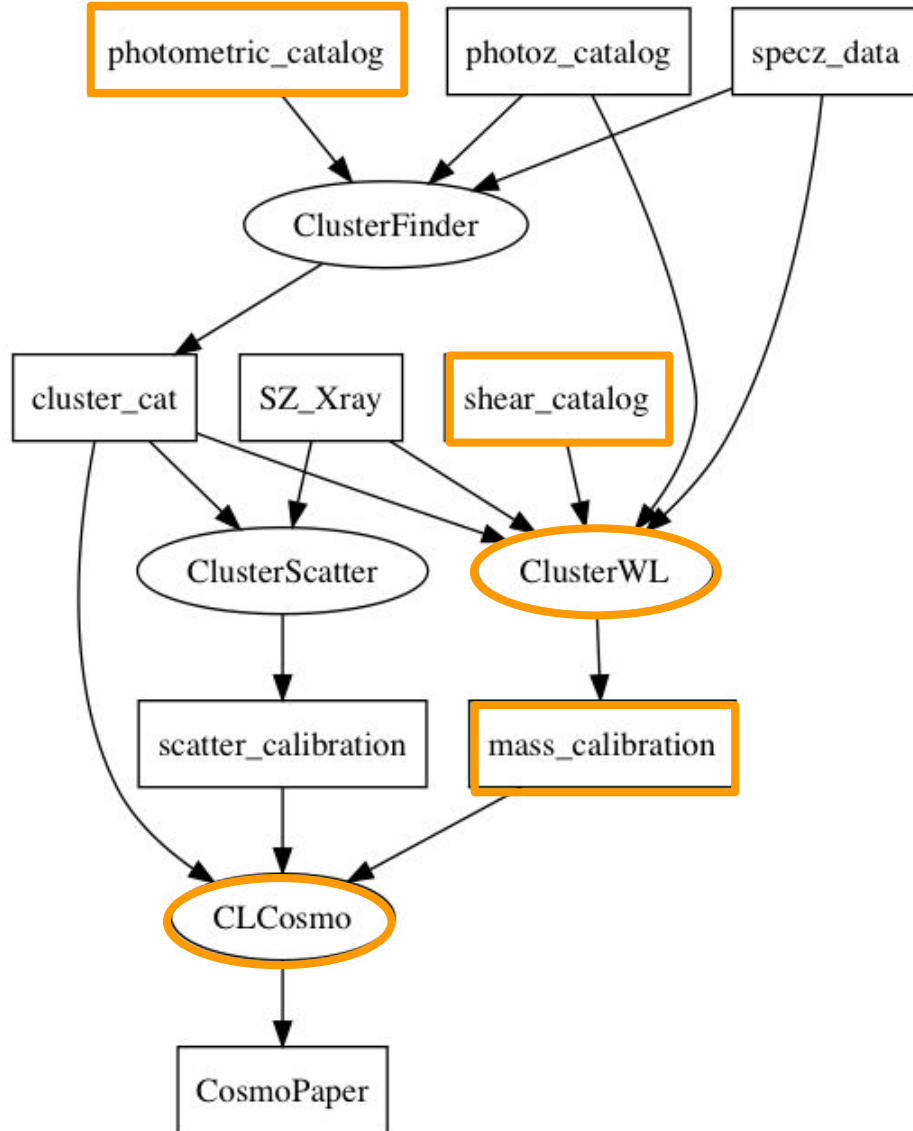 photometric_catalog
photoz_catalog
specz_data
ClusterFinder
cluster_cat
SZ_Xray
shear_catalog
ClusterScatter
ClusterWL
scatter_calibration
mass_calibration
CLCosmo
CosmoPaper